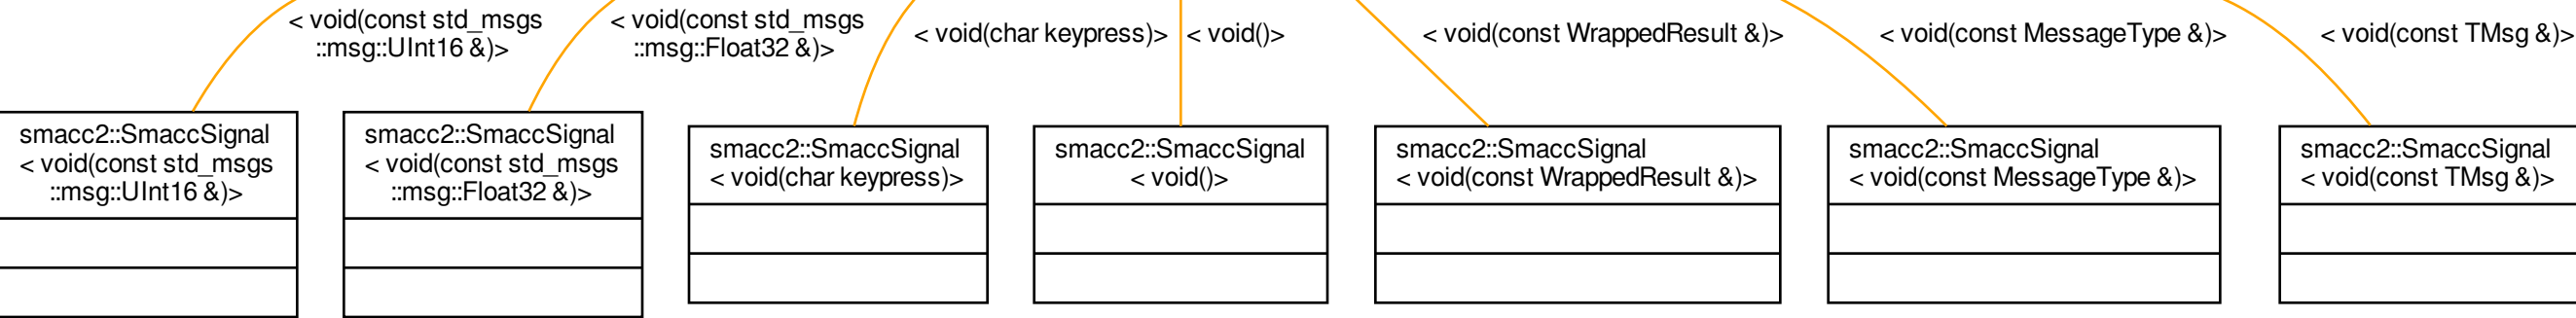 < void(const std_msgs
::msg::UInt16 &)>
< void(const std_msgs
::msg::Float32 &)>
< void(char keypress)>
< void()>
< void(const WrappedResult &)>
< void(const MessageType &)>
< void(const TMsg &)>
smacc2::SmaccSignal
< void(const std_msgs
::msg::UInt16 &)>
smacc2::SmaccSignal
< void(const std_msgs
::msg::Float32 &)>
smacc2::SmaccSignal
< void(char keypress)>
smacc2::SmaccSignal
< void()>
smacc2::SmaccSignal
< void(const WrappedResult &)>
smacc2::SmaccSignal
< void(const MessageType &)>
smacc2::SmaccSignal
< void(const TMsg &)>